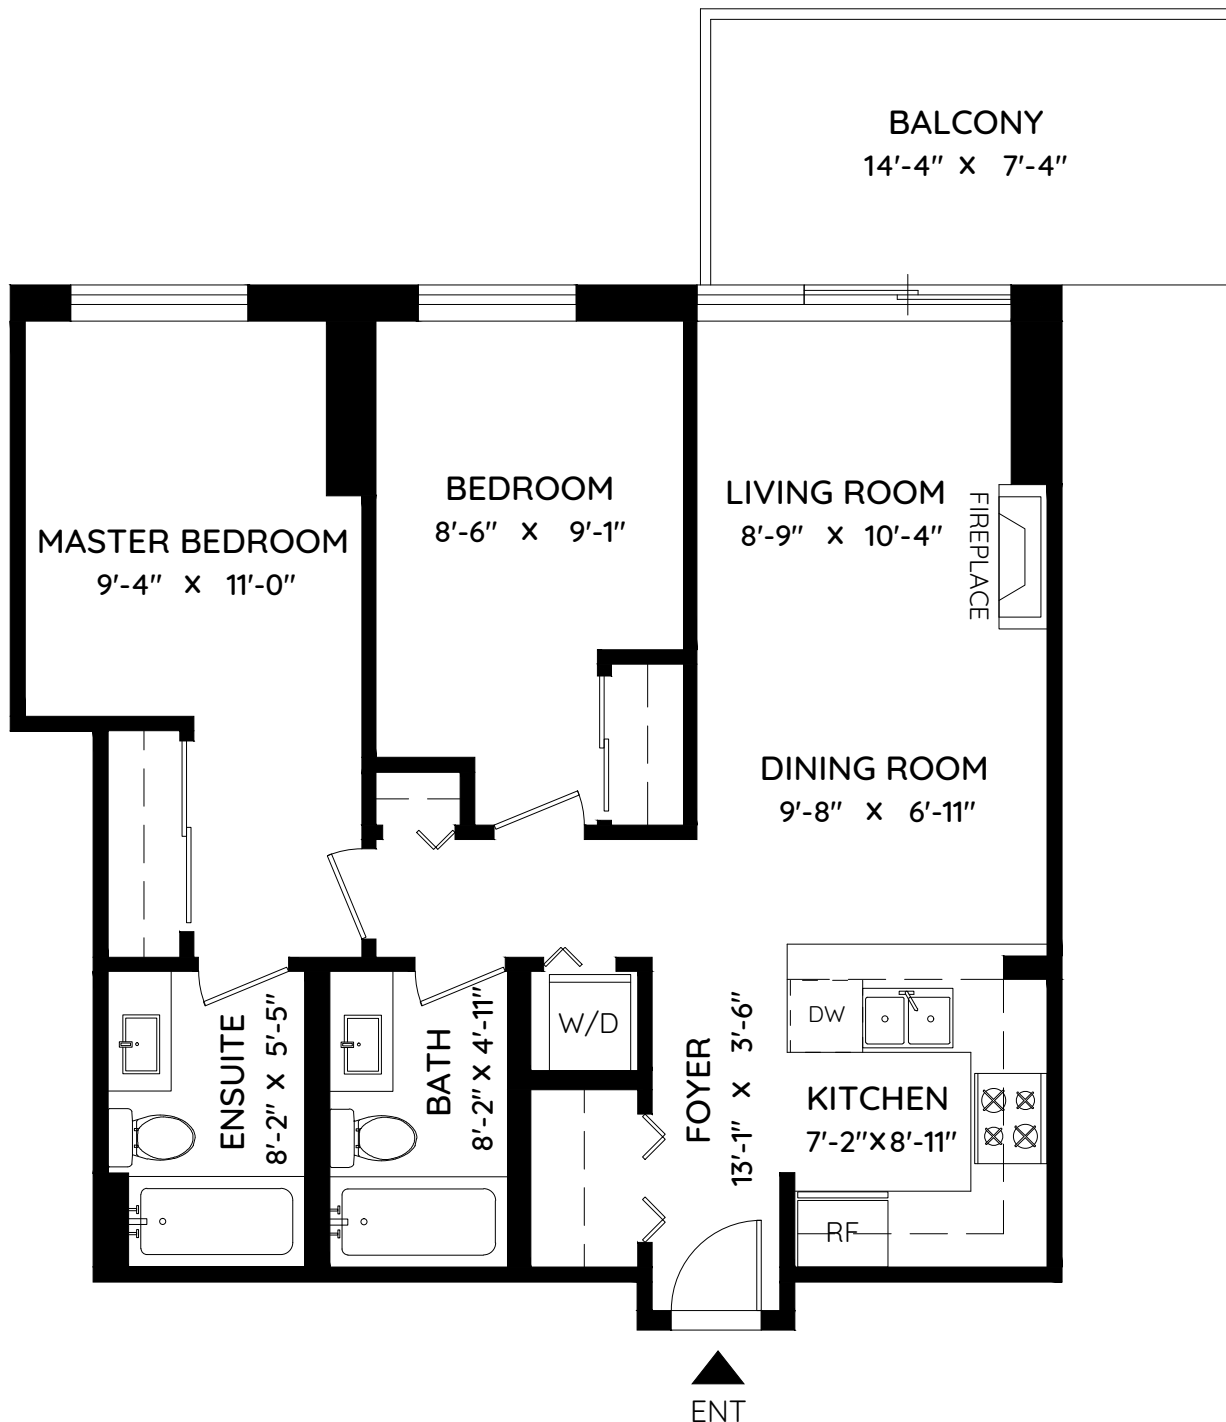 BALCONY
14'-4" X 7'-4"
BEDROOM
8'-6" X 9'-1"
LIVING ROOM
8'-9" X 10'-4"
FIREPLACE
MASTER BEDROOM
9'-4" X 11'-0"
DINING ROOM
9'-8" X 6'-11"
ENSUITE
8'-2" X 5'-5"
BATH
8'-2" X 4'-11"
W/D
FOYER
13'-1" X 3'-6"
DW
KITCHEN
7'-2"X8'-11"
RF
ENT